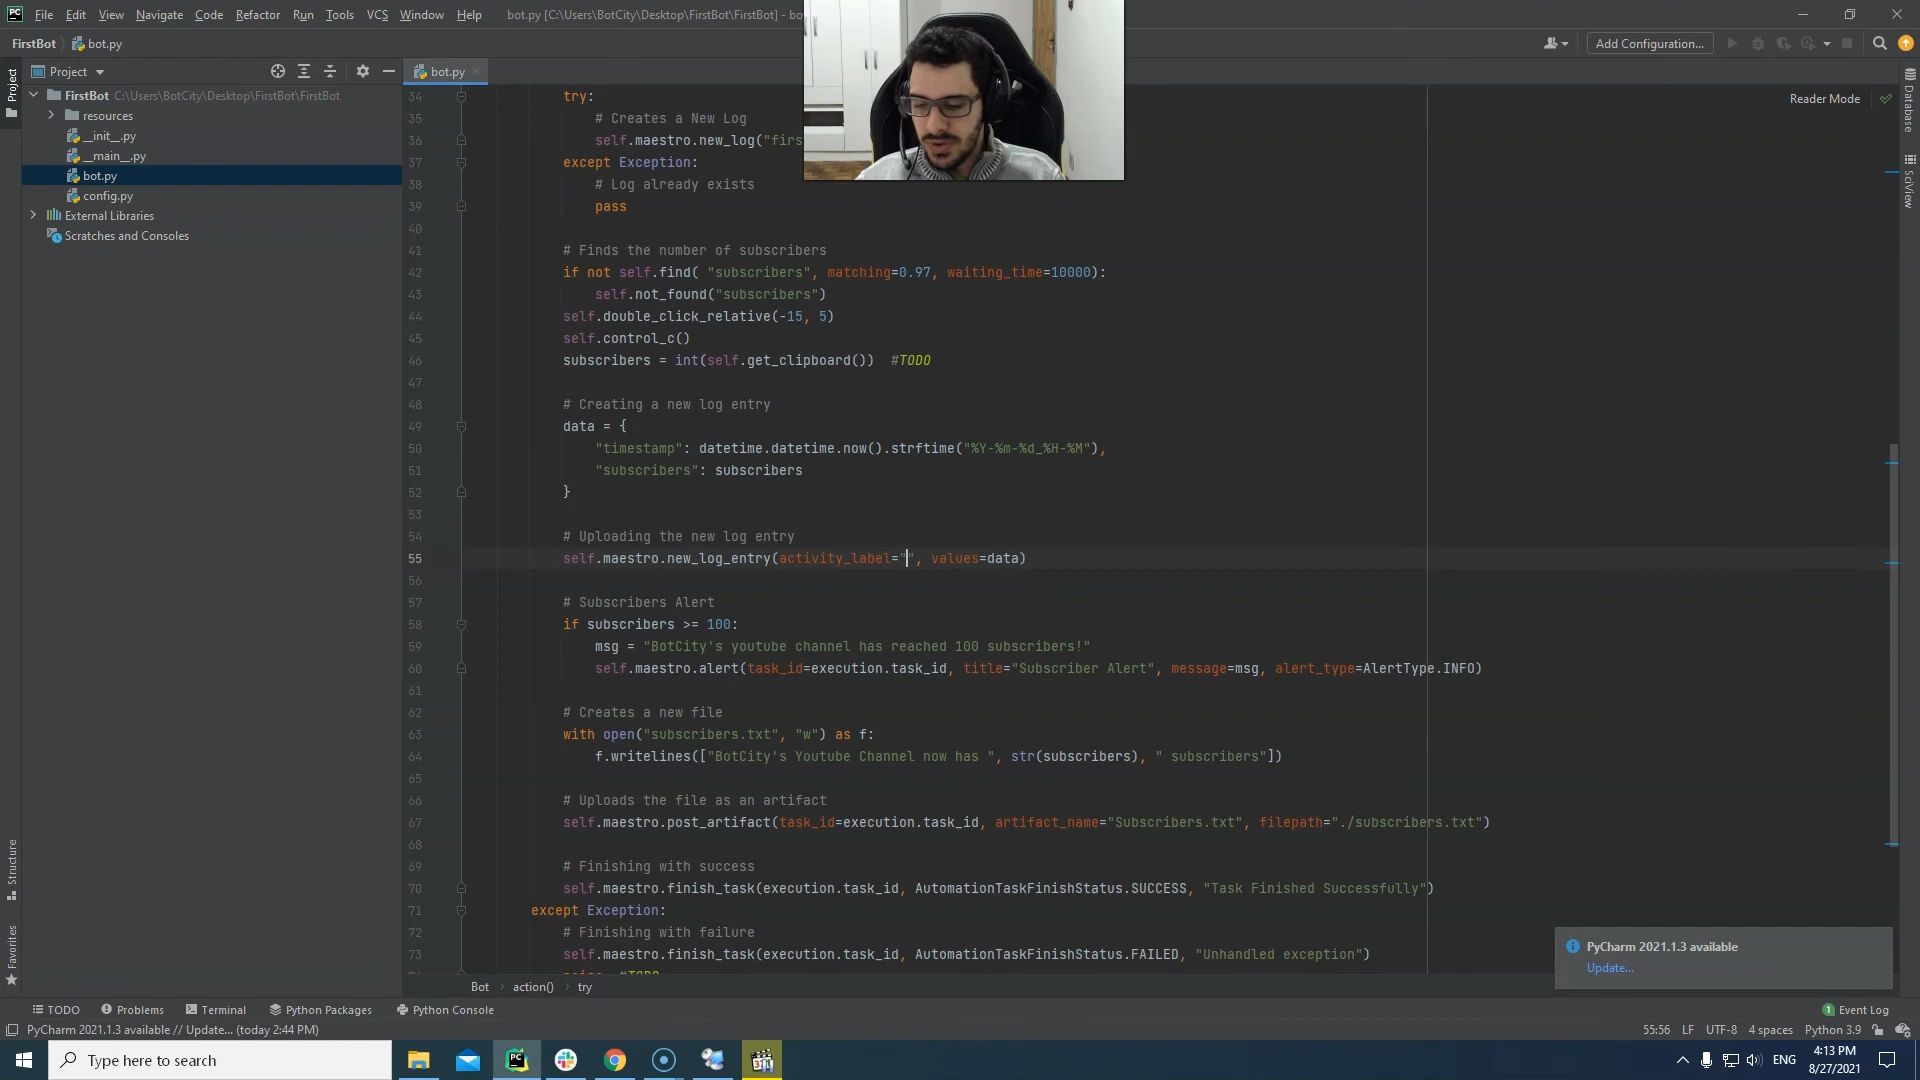 File Edit View Navigate Code Refactor Run Tools VCS Window Help bot.py [C:\Users\BotCity\Desktop\FirstBot\FirstBot]
FirstBot bot.py Add Configuration...
Project bot.py
Reader Mode
FirstBot C:\Users\BotCity\Desktop\FirstBot\FirstBot
resources
__init__.py
__main__.py
bot.py
config.py
External Libraries
Scratches and Consoles
Project
Structure
Favorites
Database
SciView
34 try:
35 # Creates a New Log
36 self.maestro.new_log("firs
37 except Exception:
38 # Log already exists
39 pass
40
41 # Finds the number of subscribers
42 if not self.find( "subscribers", matching=0.97, waiting_time=10000):
43 self.not_found("subscribers")
44 self.double_click_relative(-15, 5)
45 self.control_c()
46 subscribers = int(self.get_clipboard())  #TODO
47
48 # Creating a new log entry
49 data = {
50 "timestamp": datetime.datetime.now().strftime("%Y-%m-%d_%H-%M"),
51 "subscribers": subscribers
52 }
53
54 # Uploading the new log entry
55 self.maestro.new_log_entry(activity_label="", values=data)
56
57 # Subscribers Alert
58 if subscribers >= 100:
59 msg = "BotCity's youtube channel has reached 100 subscribers!"
60 self.maestro.alert(task_id=execution.task_id, title="Subscriber Alert", message=msg, alert_type=AlertType.INFO)
61
62 # Creates a new file
63 with open("subscribers.txt", "w") as f:
64 f.writelines(["BotCity's Youtube Channel now has ", str(subscribers), " subscribers"])
65
66 # Uploads the file as an artifact
67 self.maestro.post_artifact(task_id=execution.task_id, artifact_name="Subscribers.txt", filepath="./subscribers.txt")
68
69 # Finishing with success
70 self.maestro.finish_task(execution.task_id, AutomationTaskFinishStatus.SUCCESS, "Task Finished Successfully")
71 except Exception:
72 # Finishing with failure
73 self.maestro.finish_task(execution.task_id, AutomationTaskFinishStatus.FAILED, "Unhandled exception")
PyCharm 2021.1.3 available
Update...
Bot action() try
TODO Problems Terminal Python Packages Python Console 1 Event Log
PyCharm 2021.1.3 available // Update... (today 2:44 PM) 55:56 LF UTF-8 4 spaces Python 3.9
Type here to search ENG 4:13 PM
8/27/2021